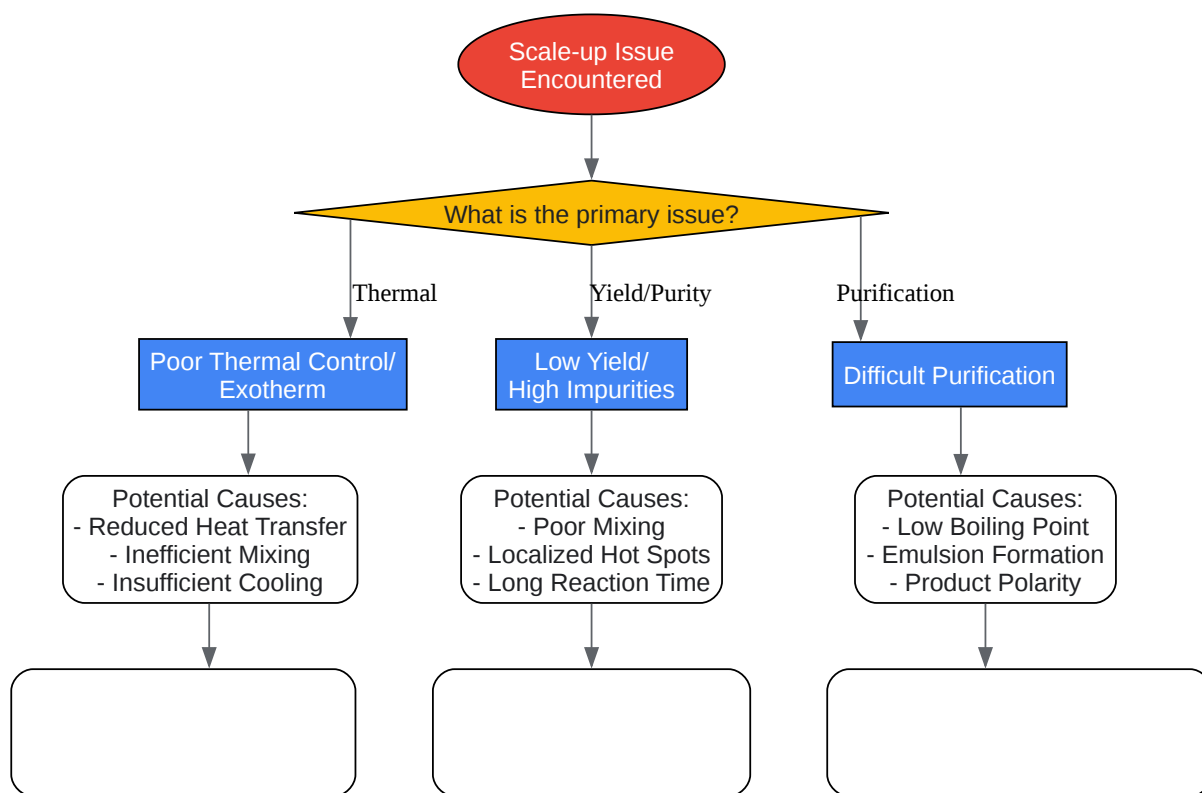 Scale-up Issue
Encountered
What is the primary issue?
Thermal
Yield/Purity
Purification
Poor Thermal Control/
Exotherm
Low Yield/
High Impurities
Difficult Purification
Potential Causes:
- Reduced Heat Transfer
- Inefficient Mixing
- Insufficient Cooling
Potential Causes:
- Poor Mixing
- Localized Hot Spots
- Long Reaction Time
Potential Causes:
- Low Boiling Point
- Emulsion Formation
- Product Polarity